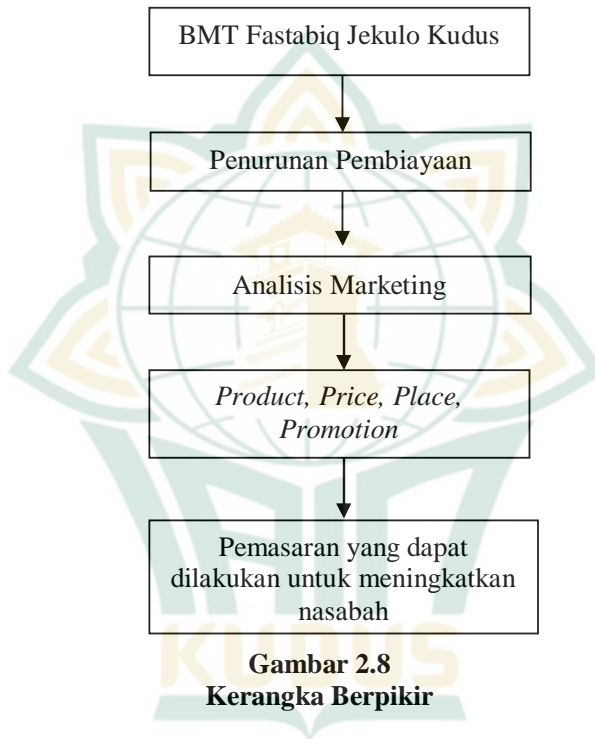 BMT Fastabiq Jekulo Kudus
Penurunan Pembiayaan
Analisis Marketing
Product, Price, Place,
Promotion
Pemasaran yang dapat
dilakukan untuk meningkatkan
nasabah
KUDUS
Gambar 2.8
Kerangka Berpikir